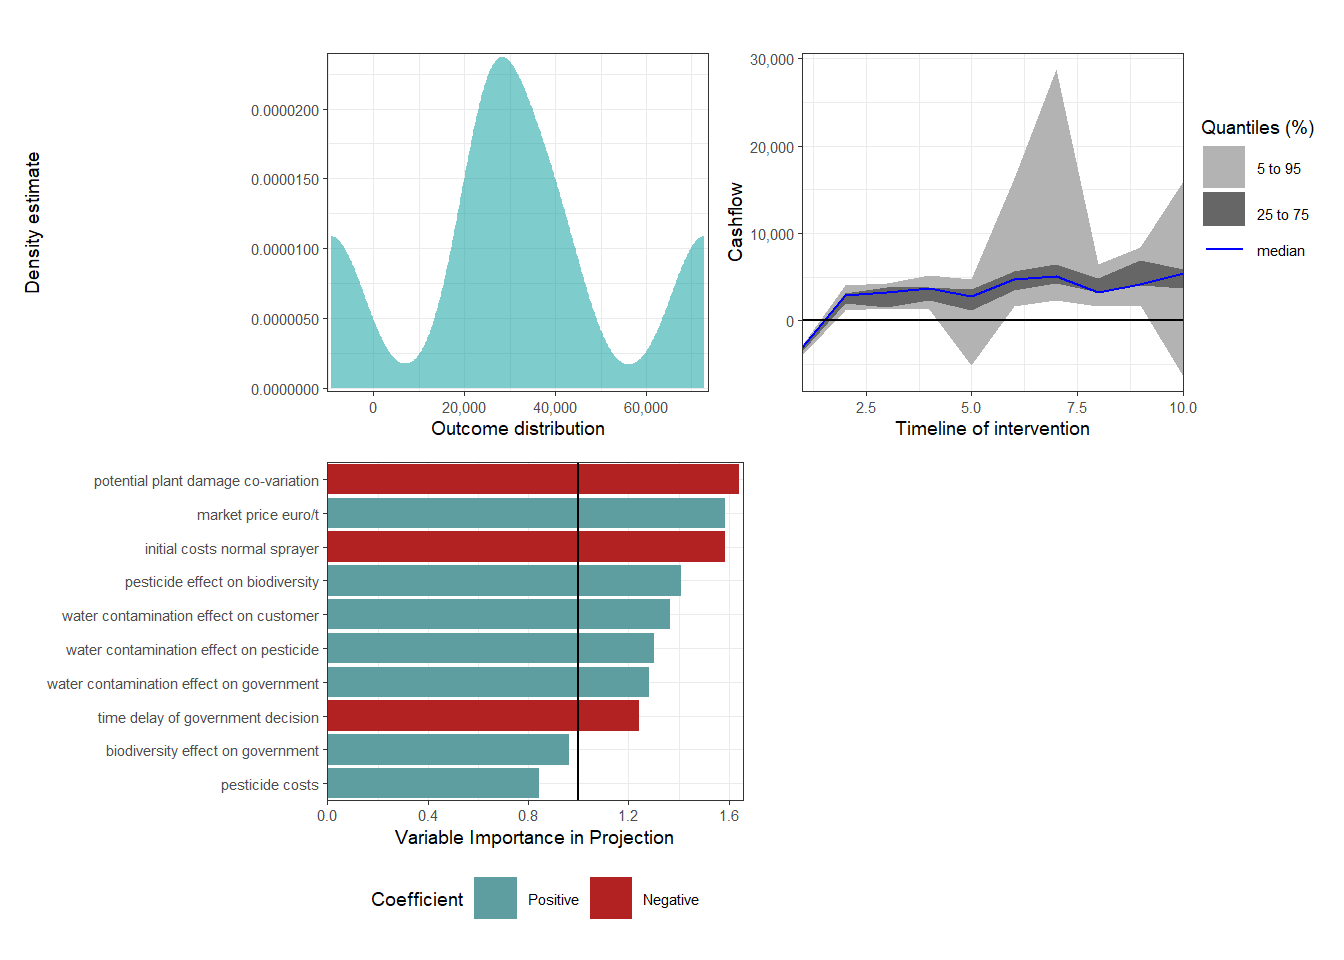 Density estimate
0.0000200
0.0000150
0.0000100
0.0000050
0.0000000
0
20,000
40,000
60,000
Outcome distribution
Cashflow
30,000
20,000
10,000
0
2.5
5.0
7.5
10.0
Timeline of intervention
Quantiles (%)
5 to 95
25 to 75
median
potential plant damage co-variation
market price euro/t
initial costs normal sprayer
pesticide effect on biodiversity
water contamination effect on customer
water contamination effect on pesticide
water contamination effect on government
time delay of government decision
biodiversity effect on government
pesticide costs
0.0
0.4
0.8
1.2
1.6
Variable Importance in Projection
Coefficient
Positive
Negative